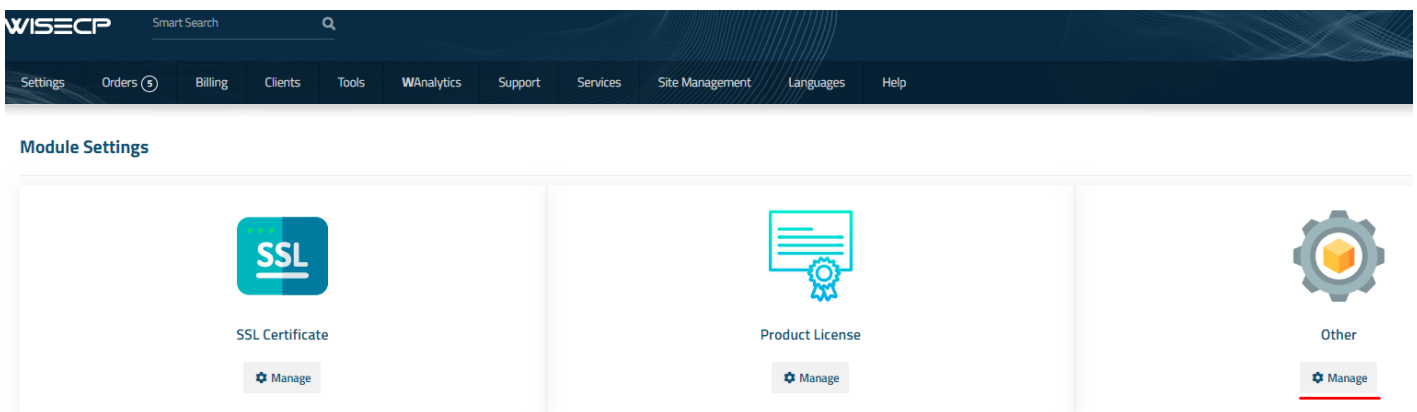 WISECP
Smart Search
Settings Orders 5 Billing Clients Tools WAnalytics Support Services Site Management Languages Help
Module Settings
SSL
SSL Certificate Product License Other
Manage Manage Manage